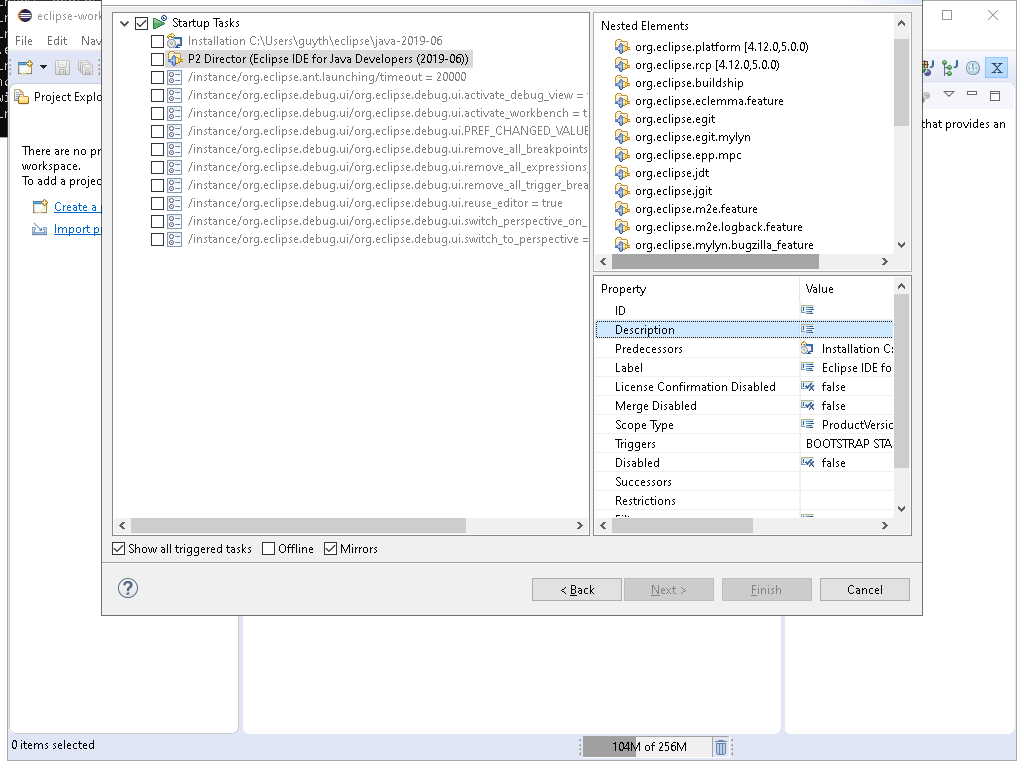 eclipse-work
File Edit Nav
Project Explo
There are no pr
workspace.
To add a projec
Create a
Import pr
Startup Tasks
Installation C:\Users\guyth\eclipse\java-2019-06
P2 Director (Eclipse IDE for Java Developers (2019-06))
/instance/org.eclipse.ant.launching/timeout = 20000
/instance/org.eclipse.debug.ui/org.eclipse.debug.ui.activate_debug_view =
/instance/org.eclipse.debug.ui/org.eclipse.debug.ui.activate_workbench = t
/instance/org.eclipse.debug.ui/org.eclipse.debug.ui.PREF_CHANGED_VALUE
/instance/org.eclipse.debug.ui/org.eclipse.debug.ui.remove_all_breakpoints
/instance/org.eclipse.debug.ui/org.eclipse.debug.ui.remove_all_expressions
/instance/org.eclipse.debug.ui/org.eclipse.debug.ui.remove_all_trigger_brea
/instance/org.eclipse.debug.ui/org.eclipse.debug.ui.reuse_editor = true
/instance/org.eclipse.debug.ui/org.eclipse.debug.ui.switch_perspective_on_
/instance/org.eclipse.debug.ui/org.eclipse.debug.ui.switch_to_perspective =
Nested Elements
org.eclipse.platform [4.12.0,5.0.0)
org.eclipse.rcp [4.12.0,5.0.0)
org.eclipse.buildship
org.eclipse.eclemma.feature
org.eclipse.egit
org.eclipse.egit.mylyn
org.eclipse.epp.mpc
org.eclipse.jdt
org.eclipse.jgit
org.eclipse.m2e.feature
org.eclipse.m2e.logback.feature
org.eclipse.mylyn.bugzilla_feature
Property Value
ID
Description
Predecessors Installation C:
Label Eclipse IDE fo
License Confirmation Disabled false
Merge Disabled false
Scope Type ProductVersic
Triggers BOOTSTRAP STA
Disabled false
Successors
Restrictions
that provides an
Show all triggered tasks Offline Mirrors
? < Back Next > Finish Cancel
0 items selected
104M of 256M